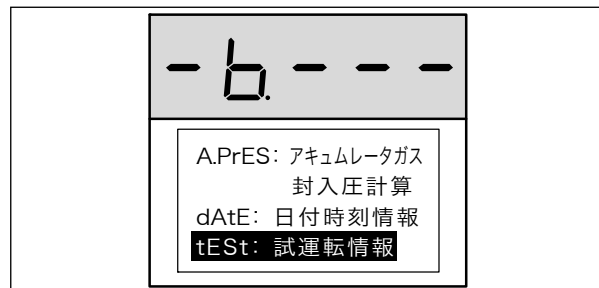 - b. - - -
A.PrES: アキュムレータガス
封入圧計算
dAtE: 日付時刻情報
tESt: 試運転情報